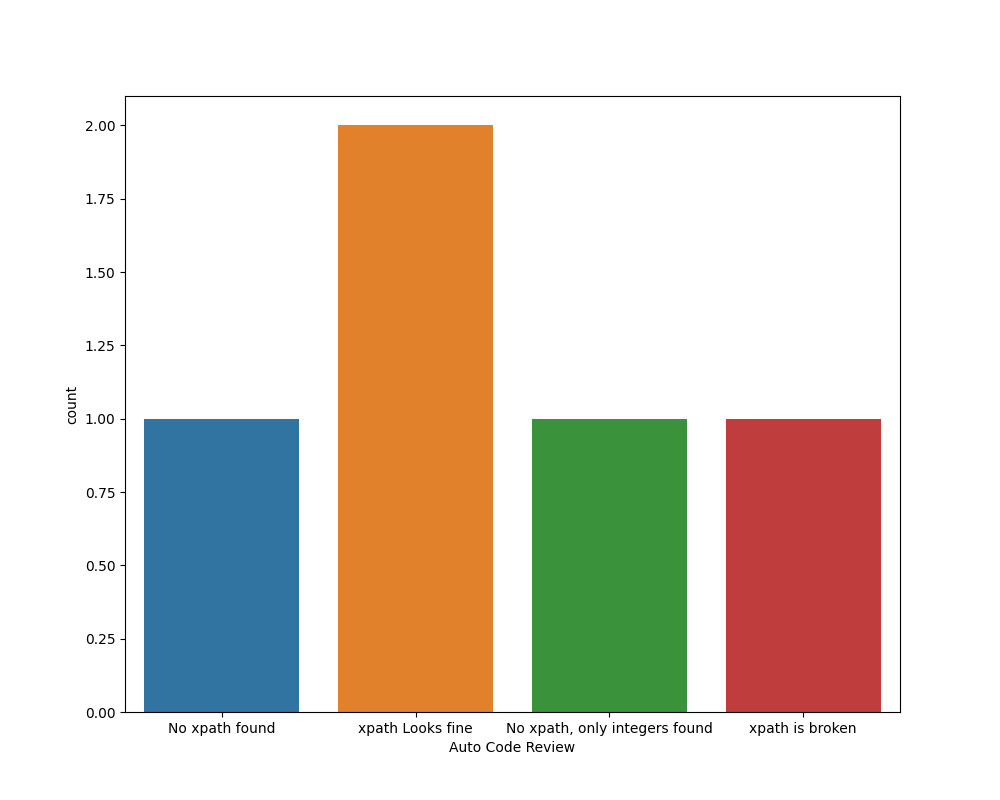 2.00
1.75
1.50
1.25
1.00
0.75
0.50
0.25
0.00
count
No xpath found
xpath Looks fine
No xpath, only integers found
xpath is broken
Auto Code Review